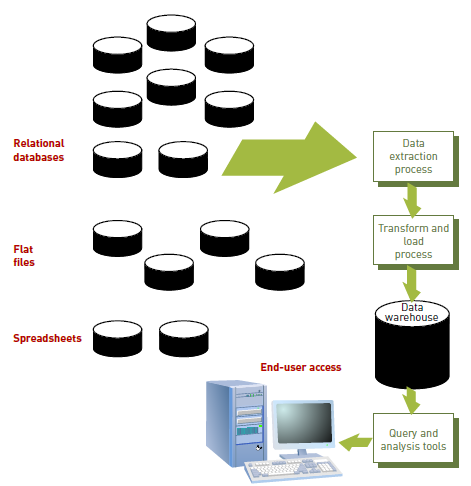 Relational
databases
Data
extraction
process
Transform and
load
process
Flat
files
Data
warehouse
Spreadsheets
End-user access
Query and
analysis tools